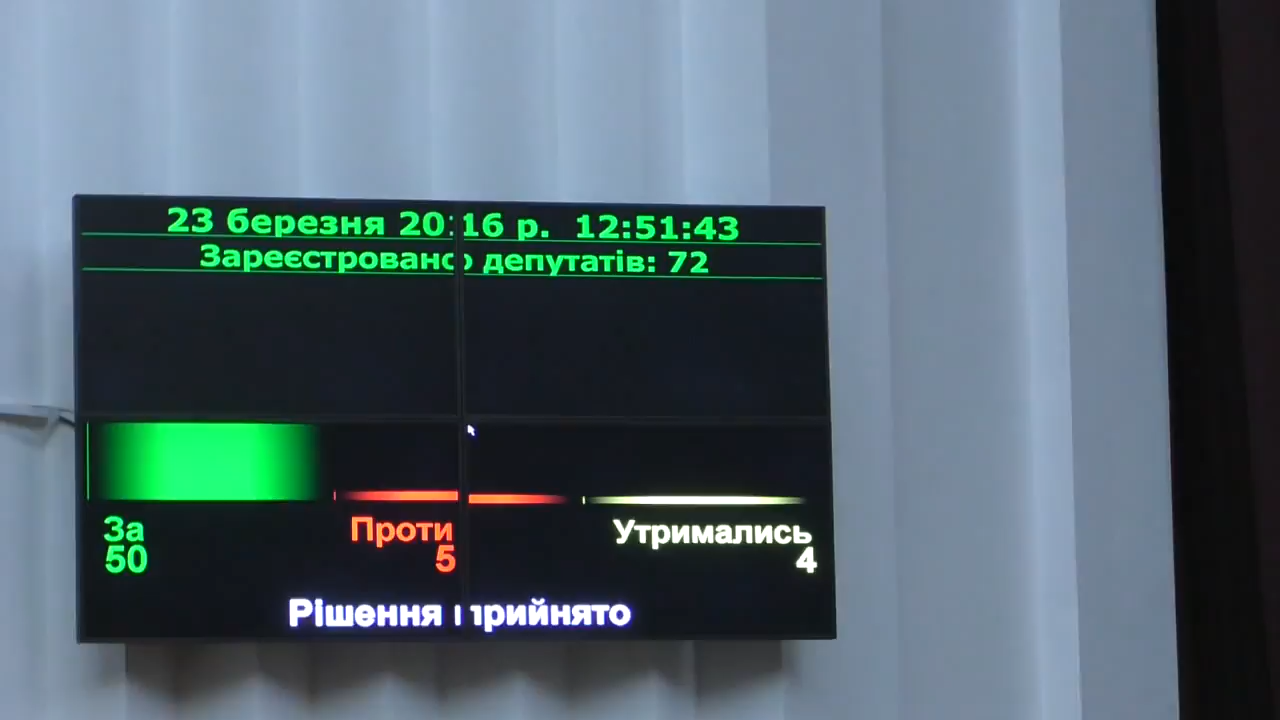 23 березня 2016 р. 12:51:43
Зареєстровано депутатів: 72
За Проти Утримались
50 5 4
Рішення прийнято